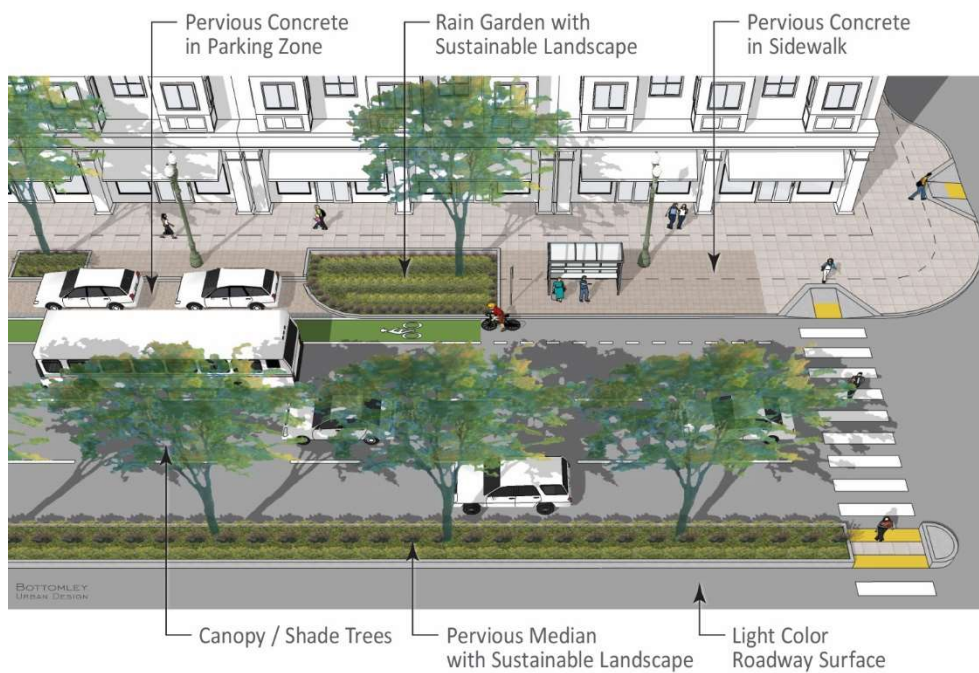 Pervious Concrete
in Parking Zone
Rain Garden with
Sustainable Landscape
Pervious Concrete
in Sidewalk
BOTTOMLEY
URBAN DESIGN
Canopy / Shade Trees
Pervious Median
with Sustainable Landscape
Light Color
Roadway Surface